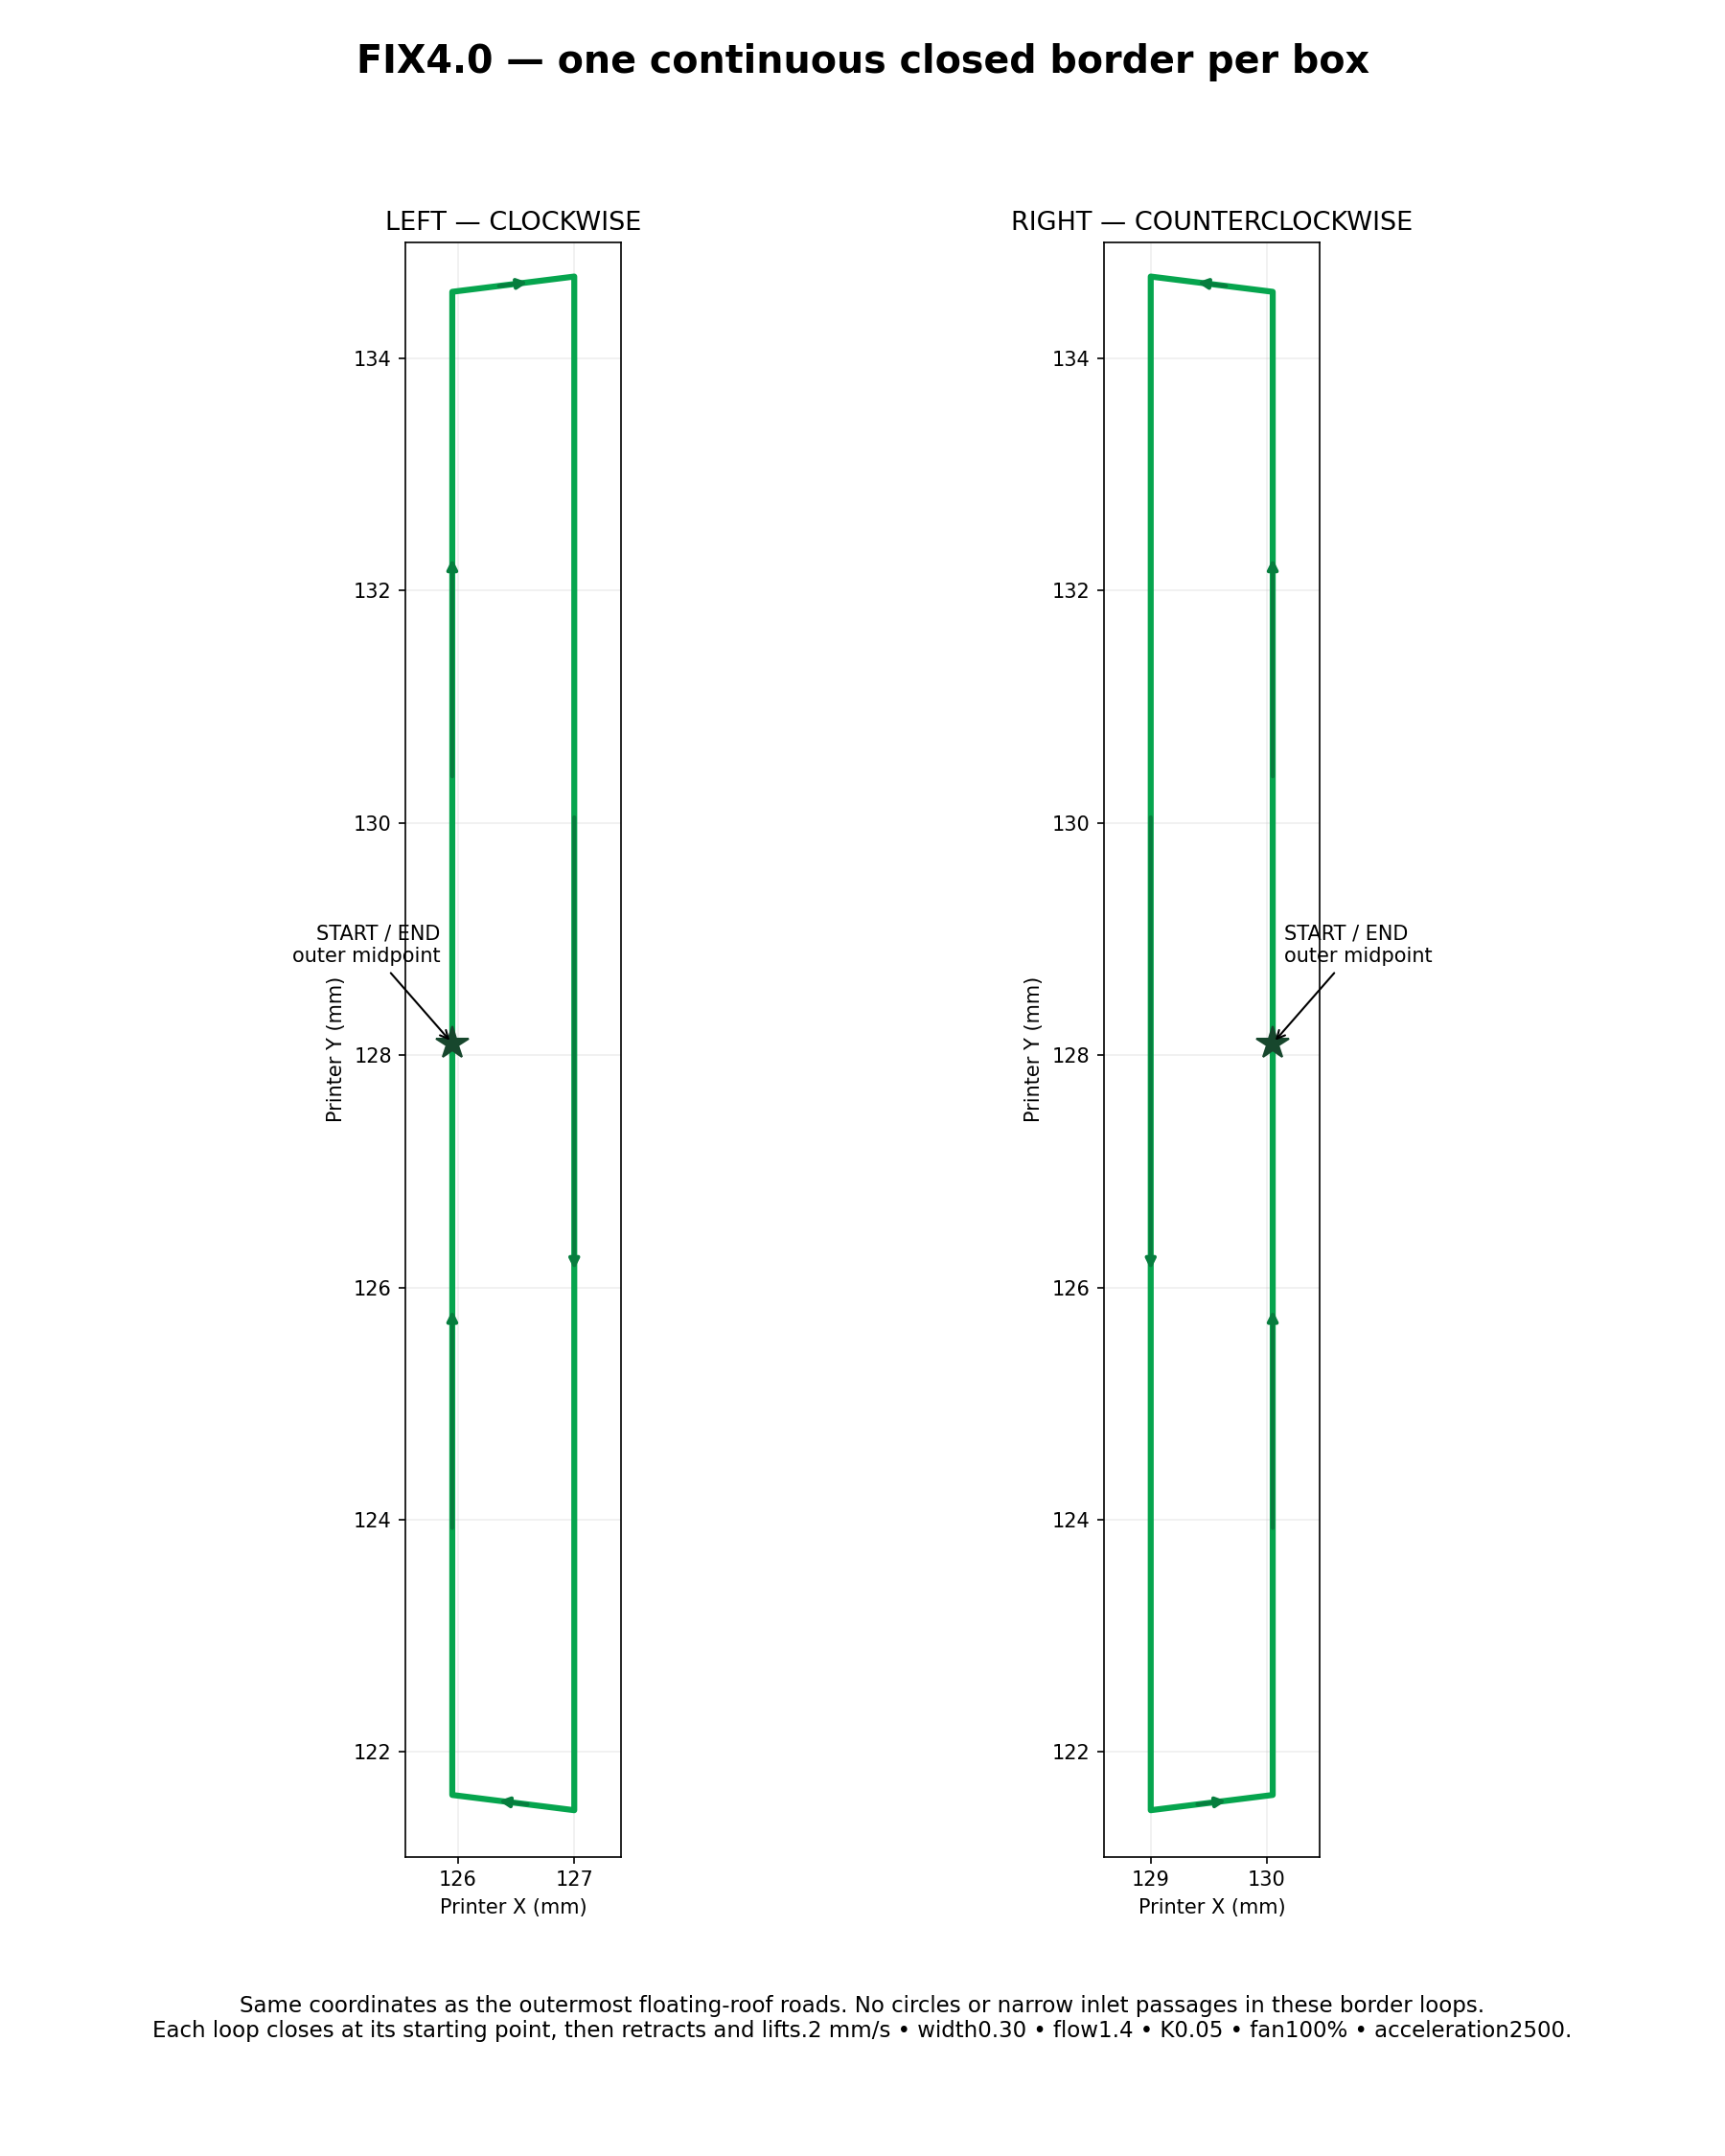 FIX4.0 — one continuous closed border per box
LEFT — CLOCKWISE
134
132
130
START / END
outer midpoint
128
126
124
122
Printer Y (mm)
126 127
Printer X (mm)
RIGHT — COUNTERCLOCKWISE
134
132
130
START / END
outer midpoint
128
126
124
122
Printer Y (mm)
129 130
Printer X (mm)
Same coordinates as the outermost floating-roof roads. No circles or narrow inlet passages in these border loops.
Each loop closes at its starting point, then retracts and lifts.2 mm/s • width0.30 • flow1.4 • K0.05 • fan100% • acceleration2500.